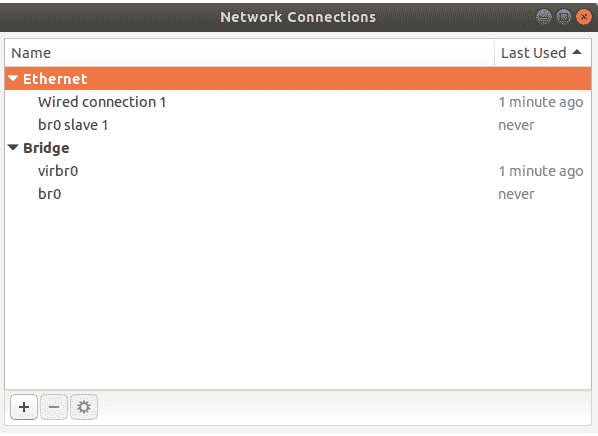 Network Connections
Name Last Used
Ethernet
Wired connection 1 1 minute ago
br0 slave 1 never
Bridge
virbr0 1 minute ago
br0 never